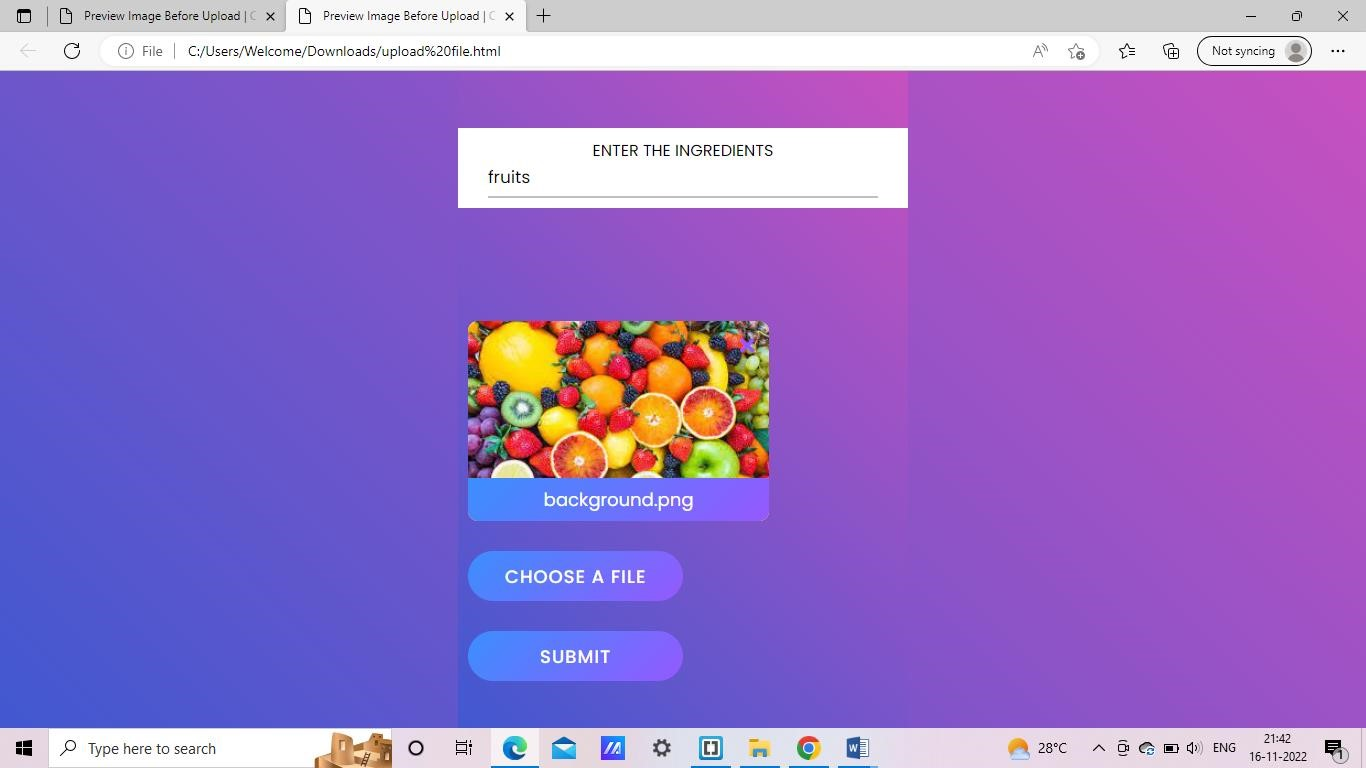 Preview Image Before Upload | C
Preview Image Before Upload | C
File
C:/Users/Welcome/Downloads/upload%20file.html
Not syncing
ENTER THE INGREDIENTS
fruits
background.png
CHOOSE A FILE
SUBMIT
Type here to search
28°C
ENG
21:42
16-11-2022
1